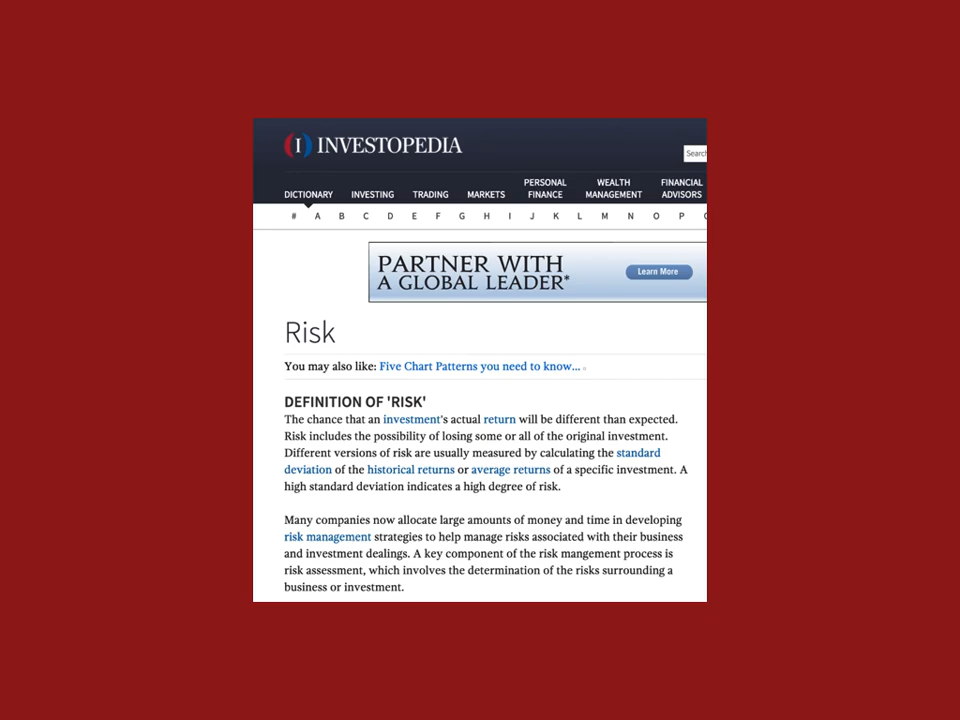 (I) INVESTOPEDIA
Search
DICTIONARY INVESTING TRADING MARKETS PERSONAL FINANCE WEALTH MANAGEMENT FINANCIAL ADVISORS
# A B C D E F G H I J K L M N O P
PARTNER WITH
A GLOBAL LEADER*
Learn More
Risk
You may also like: Five Chart Patterns you need to know...
DEFINITION OF 'RISK'
The chance that an investment's actual return will be different than expected.
Risk includes the possibility of losing some or all of the original investment.
Different versions of risk are usually measured by calculating the standard
deviation of the historical returns or average returns of a specific investment. A
high standard deviation indicates a high degree of risk.
Many companies now allocate large amounts of money and time in developing
risk management strategies to help manage risks associated with their business
and investment dealings. A key component of the risk mangement process is
risk assessment, which involves the determination of the risks surrounding a
business or investment.